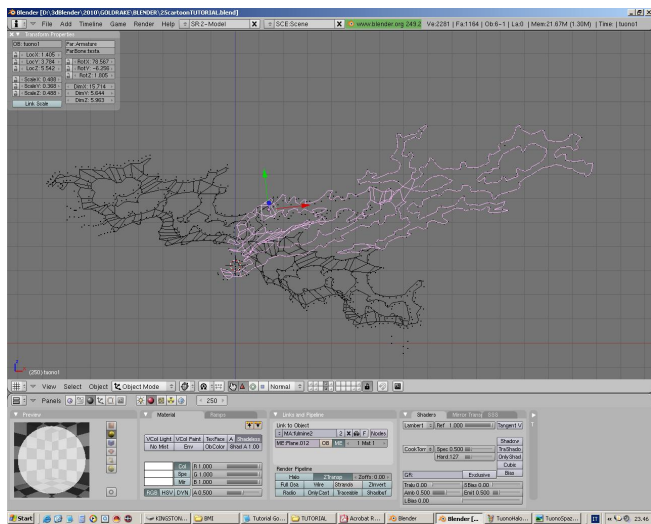 Blender [D:\3dBlender\2010\GOLDRAKE\BLENDER\25cartoonTUTORIAL.blend]
File Add Timeline Game Render Help SR:2-Model SCE:Scene www.blender.org 249.2 Ve:2281 | Fa:1164 | Ob:6-1 | La:0 | Mem:21.67M (1.30M) | Time: | tuono1
Transform Properties
OB: tuono1 Par:Armature
ParBone:testa
LocX: 1.405
LocY: 3.784 RotX: 78.567
LocZ: 5.542 RotY: -6.256
RotZ: 1.805
ScaleX: 0.488
ScaleY: 0.368 DimX: 15.714
ScaleZ: 0.488 DimY: 5.044
DimZ: 5.963
Link Scale
(250) tuono1
View Select Object Object Mode Normal
Panels 250
Preview Material Ramps Links and Pipeline Shaders Mirror Transp SSS
VCol Light VCol Paint TexFace A Shadeless
No Mist Env ObColor Shad A 1.00
Link to Object
MA:fulmine2 2 X F Nodes
ME:Plane.012 OB ME 1 Mat 1
Lambert Ref 1.000 Tangent V
Shadow
CookTorr Spec 0.500 TraShado
Hard:127 OnlyShad
Cubic
GR: Exclusive Bias
Col R 1.000
Spe G 1.000
Mir B 1.000
RGB HSV DYN A 0.500
Render Pipeline
Halo ZTransp Zoffs: 0.00
Full Osa Wire Strands ZInvert
Radio OnlyCast Traceable Shadbuf
Tralu 0.00 SBias 0.00
Amb 0.500 Emit 0.500
LBias 0.00
Start KINGSTON... BMI Tutorial Go... TUTORIAL Acrobat R... Blender Blender [... TuonoHalo... TuonoSpaz... IT 23.46